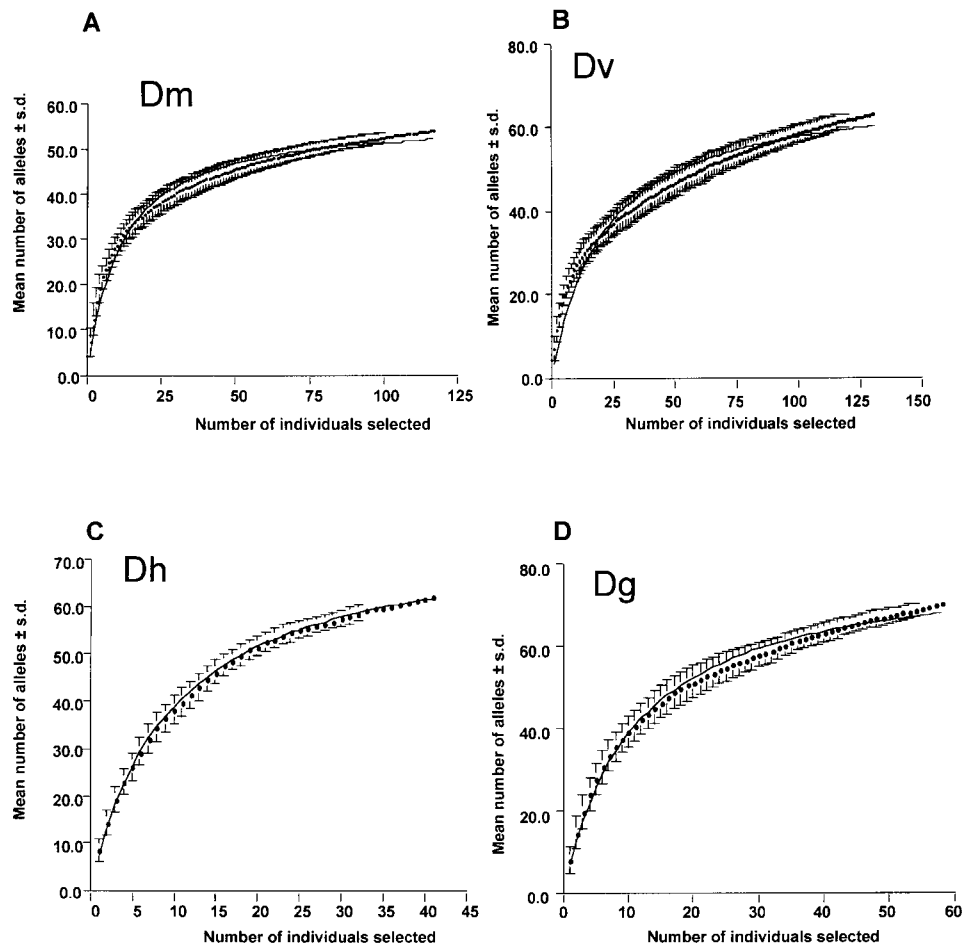 A
Dm
Mean number of alleles ± s.d.
60.0
50.0
40.0
30.0
20.0
10.0
0.0
0 25 50 75 100 125
Number of individuals selected
B
Dv
Mean number of alleles ± s.d.
80.0
60.0
40.0
20.0
0.0
0 25 50 75 100 125 150
Number of individuals selected
C
Dh
Mean number of alleles ± s.d.
70.0
60.0
50.0
40.0
30.0
20.0
10.0
0.0
0 5 10 15 20 25 30 35 40 45
Number of individuals selected
D
Dg
Mean number of alleles ± s.d.
80.0
60.0
40.0
20.0
0.0
0 10 20 30 40 50 60
Number of individuals selected